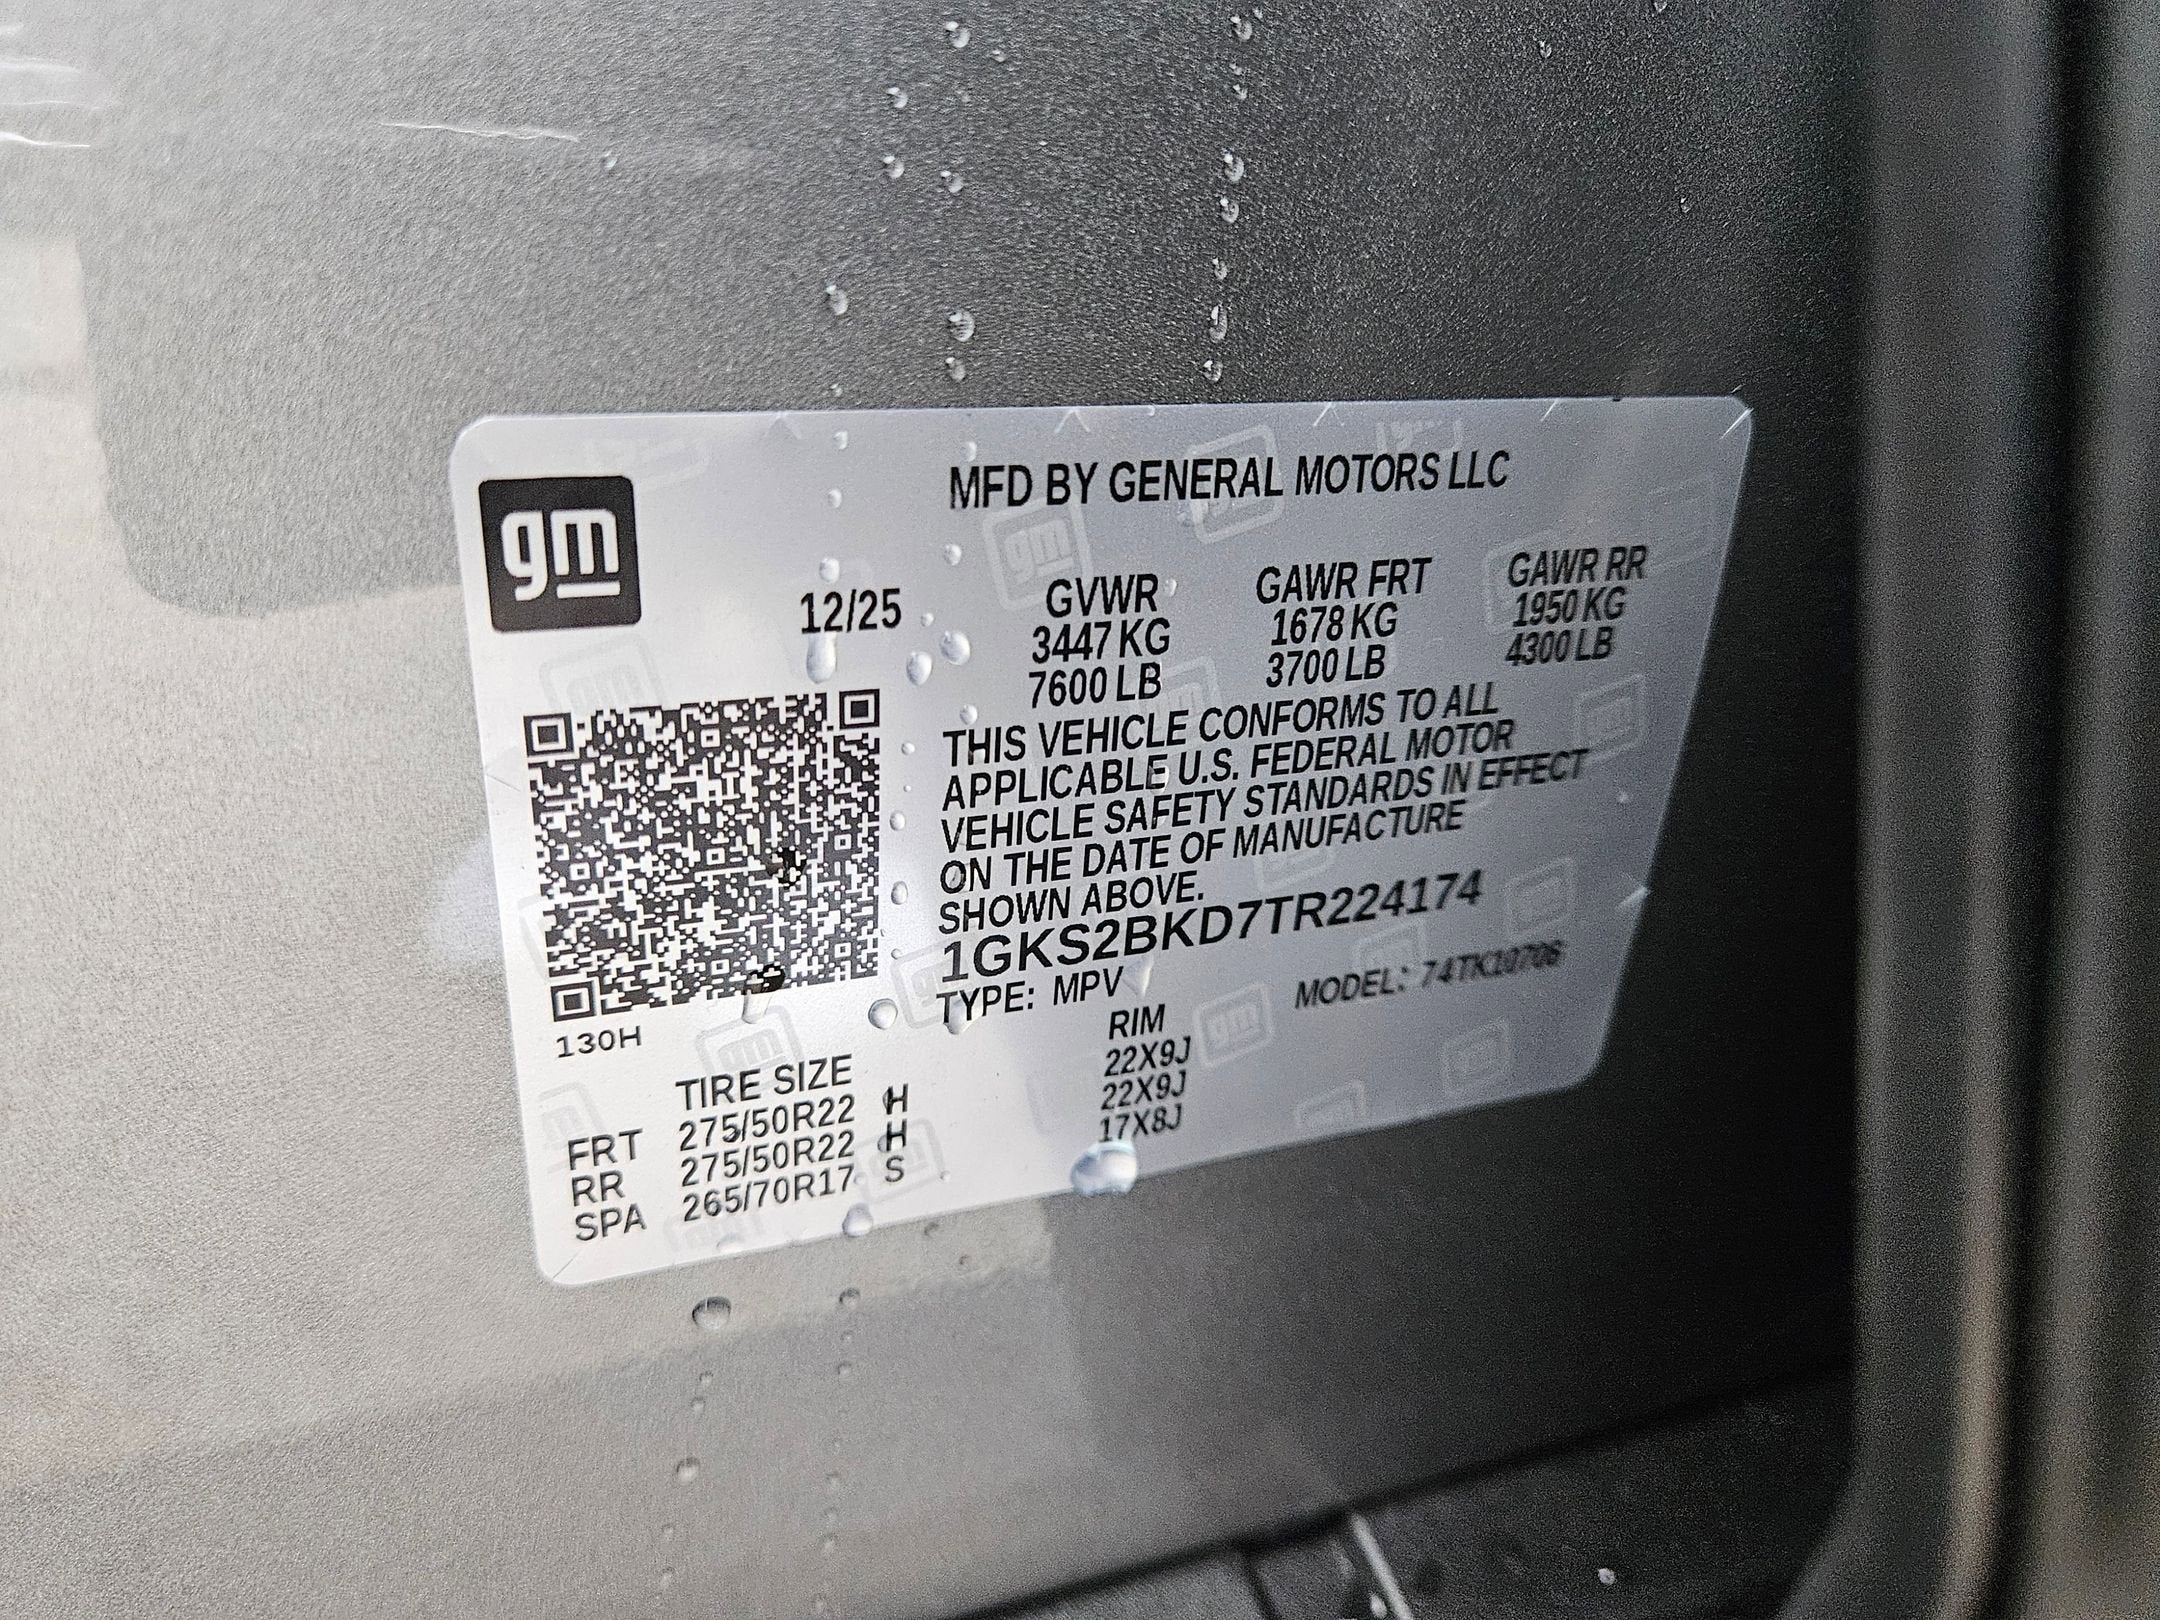 gm
MFD BY GENERAL MOTORS LLC
12/25
GVWR GAWR FRT GAWR RR
3447 KG 1678 KG 1950 KG
7600 LB 3700 LB 4300 LB
THIS VEHICLE CONFORMS TO ALL
APPLICABLE U.S. FEDERAL MOTOR
VEHICLE SAFETY STANDARDS IN EFFECT
ON THE DATE OF MANUFACTURE
SHOWN ABOVE.
1GKS2BKD7TR224174
TYPE: MPV MODEL: 74TK10706
130H
TIRE SIZE RIM
FRT 275/50R22 H 22X9J
RR 275/50R22 H 22X9J
SPA 265/70R17 S 17X8J